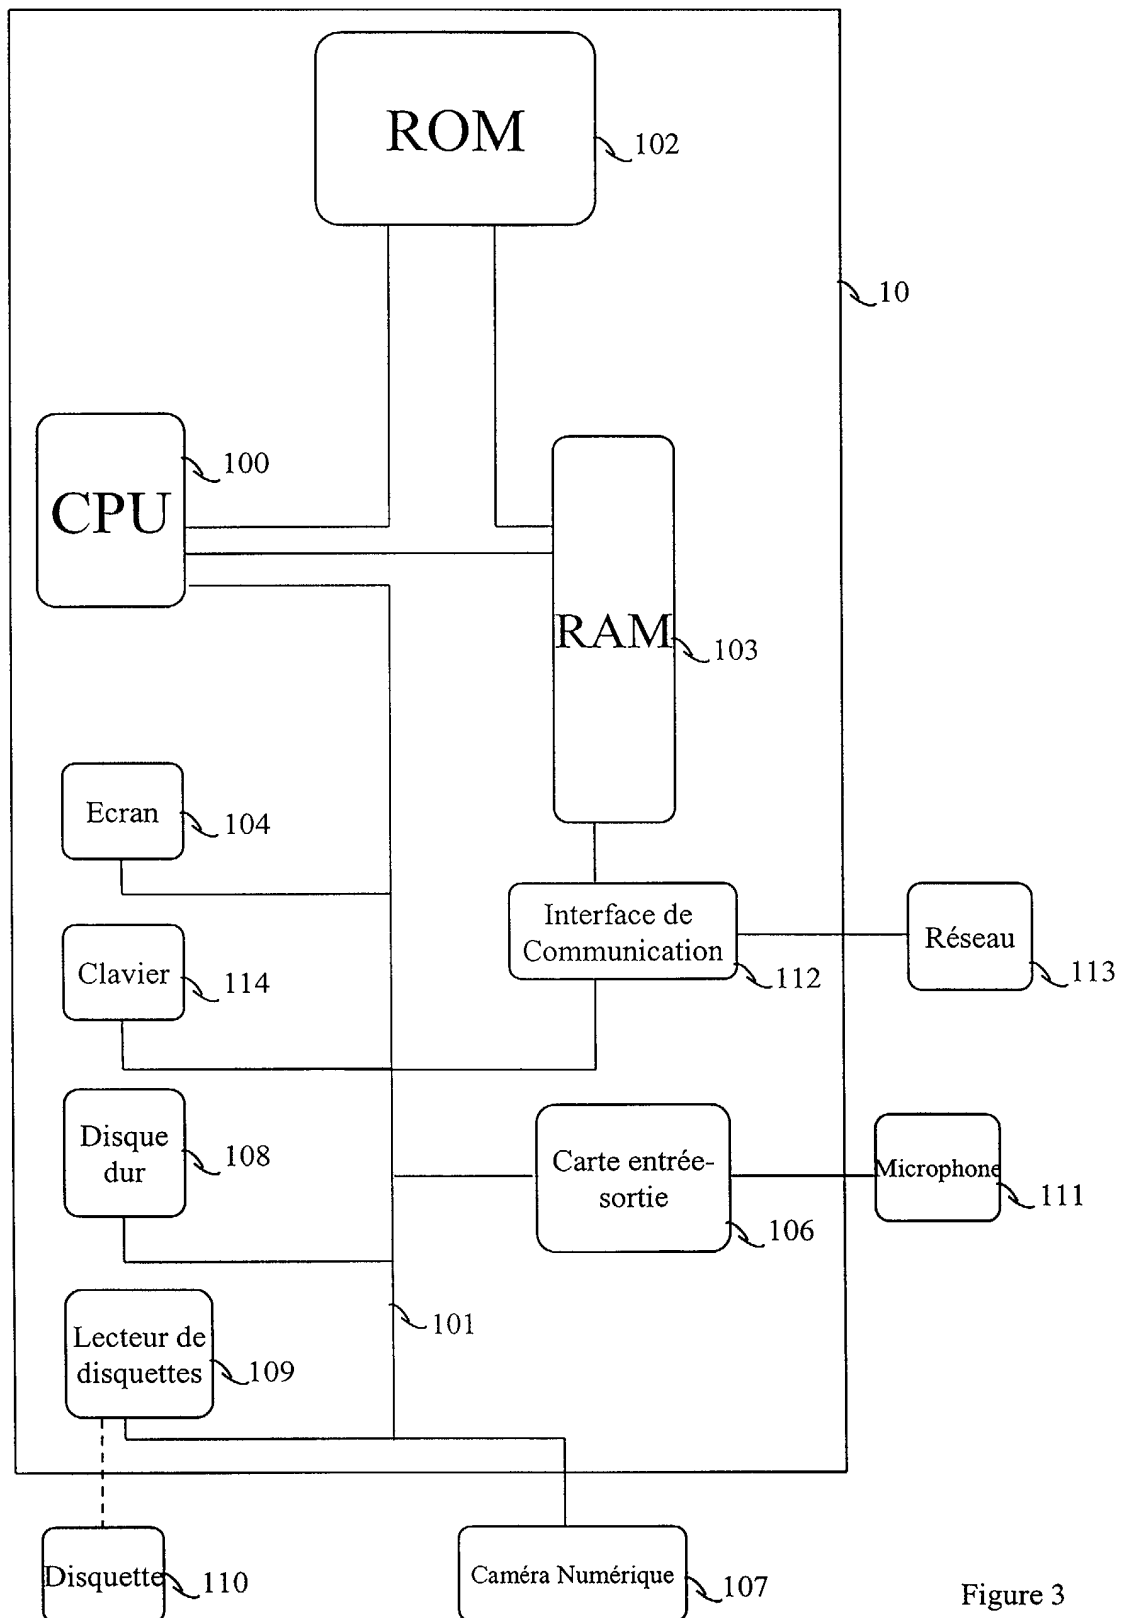 ROM
102
10
100
CPU
RAM
103
Ecran
104
Interface de
Communication
112
Réseau
113
Clavier
114
Disque
dur
108
Carte entrée-
sortie
106
Microphone
111
101
Lecteur de
disquettes
109
Disquette
110
Caméra Numérique
107
Figure 3